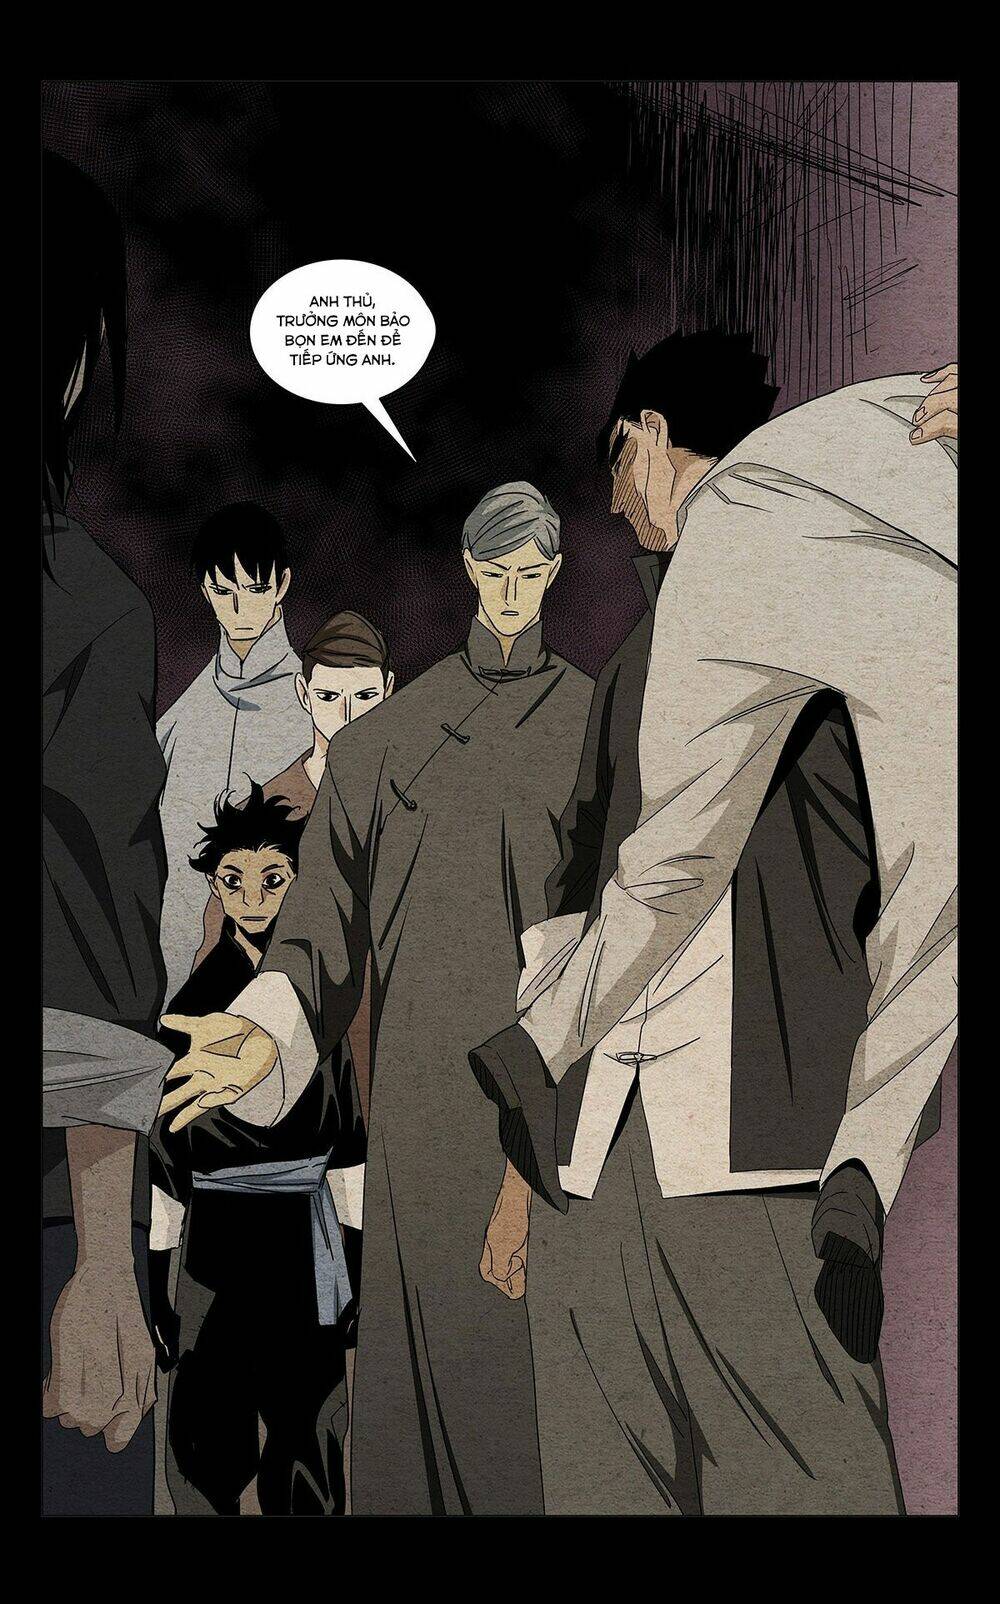 ANH THỦ,
TRƯỞNG MÔN BẢO
BỌN EM ĐẾN ĐỂ
TIẾP ỨNG ANH.